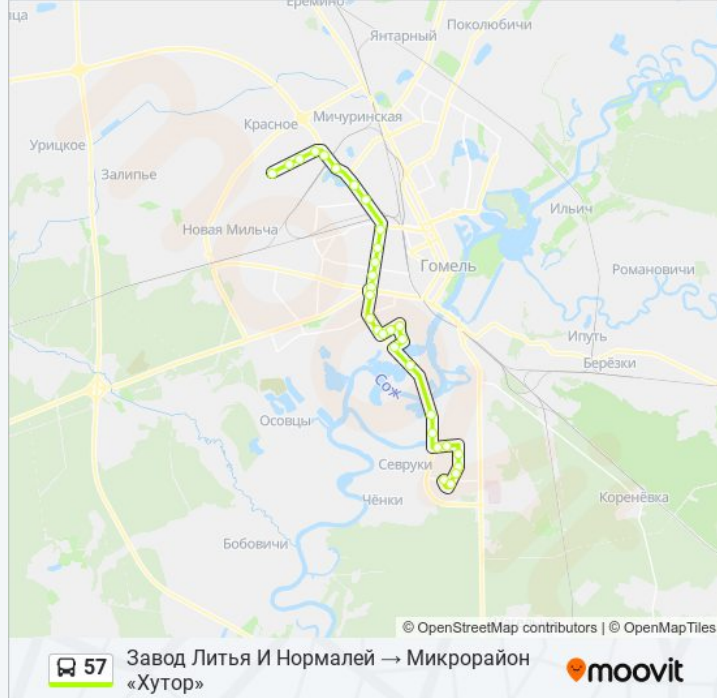 Еремино
ица
Янтарный
Поколюбичи
Мичуринская
Красное
Урицкое
Залипье
Ильич
Новая Мильча
Гомель
Романовичи
Ипуть
Берёзки
Сож
Осовцы
Севруки
Чёнки
Коренёвка
Бобовичи
© OpenStreetMap contributors | © OpenMapTiles
57
Завод Литья И Нормалей → Микрорайон
«Хутор»
moovit